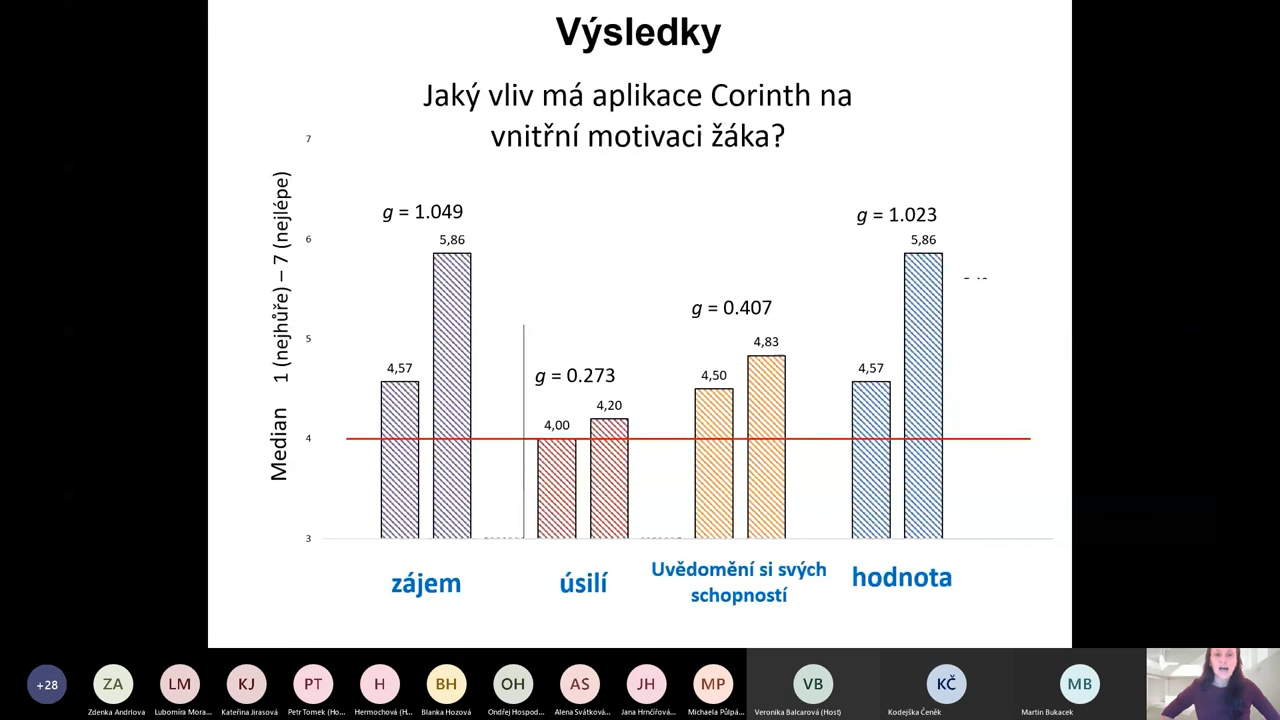 Výsledky
Jaký vliv má aplikace Corinth na
vnitřní motivaci žáka?
Median 1 (nejhůře) – 7 (nejlépe)
7
6
5
4
3
g = 1.049
4,57
5,86
g = 0.273
4,00
4,20
g = 0.407
4,50
4,83
g = 1.023
4,57
5,86
zájem
úsilí
Uvědomění si svých
schopností
hodnota
+28
ZA
LM
KJ
PT
H
BH
OH
AS
JH
MP
VB
KČ
MB
Zdenka Andrlova
Lubomíra Mora...
Kateřina Jirasová
Petr Tomek (Ho...
Hermochová (H...
Blanka Hozová
Ondřej Hospod...
Alena Svátková...
Jana Hrnčířová...
Michaela Půlpá...
Veronika Balcarová (Host)
Kodejška Čeněk
Martin Bukacek